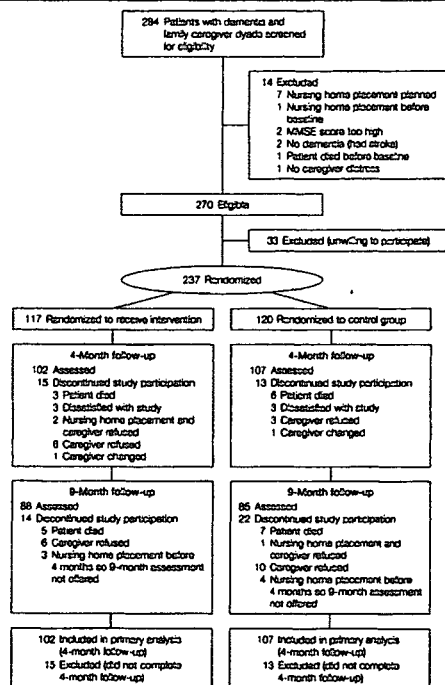 284 Patients with dementia and
family caregiver dyads screened
for eligibility
14 Excluded
7 Nursing home placement planned
1 Nursing home placement before
baseline
2 MMSE score too high
2 No dementia (had stroke)
1 Patient died before baseline
1 No caregiver distress
270 Eligible
33 Excluded (unwilling to participate)
237 Randomized
117 Randomized to receive intervention
120 Randomized to control group
4-Month follow-up
102 Assessed
15 Discontinued study participation
3 Patient died
3 Dissatisfied with study
2 Nursing home placement and
caregiver refused
6 Caregiver refused
1 Caregiver changed
4-Month follow-up
107 Assessed
13 Discontinued study participation
6 Patient died
3 Dissatisfied with study
3 Caregiver refused
1 Caregiver changed
9-Month follow-up
88 Assessed
14 Discontinued study participation
5 Patient died
6 Caregiver refused
3 Nursing home placement before
4 months so 9-month assessment
not offered
9-Month follow-up
85 Assessed
22 Discontinued study participation
7 Patient died
1 Nursing home placement and
caregiver refused
10 Caregiver refused
4 Nursing home placement before
4 months so 9-month assessment
not offered
102 Included in primary analysis
(4-month follow-up)
15 Excluded (did not complete
4-month follow-up)
107 Included in primary analysis
(4-month follow-up)
13 Excluded (did not complete
4-month follow-up)